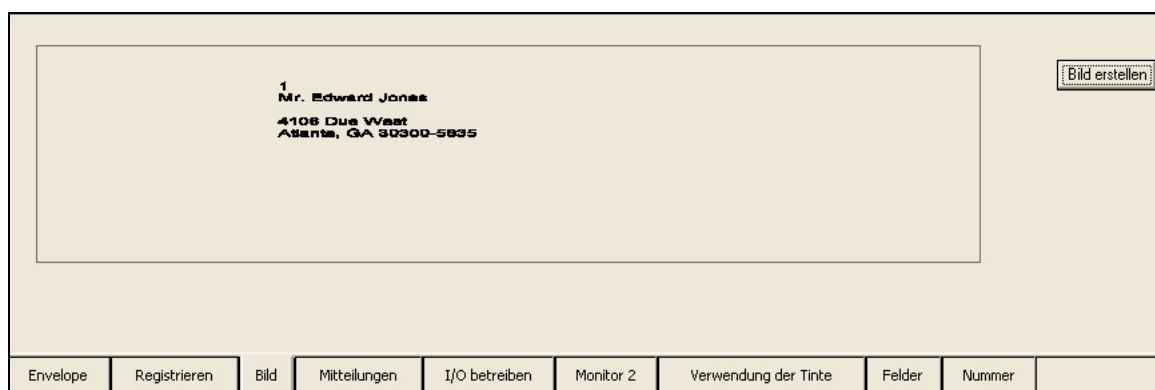 1
Mr. Edward Jones
4106 Due West
Atlanta, GA 30300-5835
Bild erstellen
Envelope
Registrieren
Bild
Mitteilungen
I/O betreiben
Monitor 2
Verwendung der Tinte
Felder
Nummer